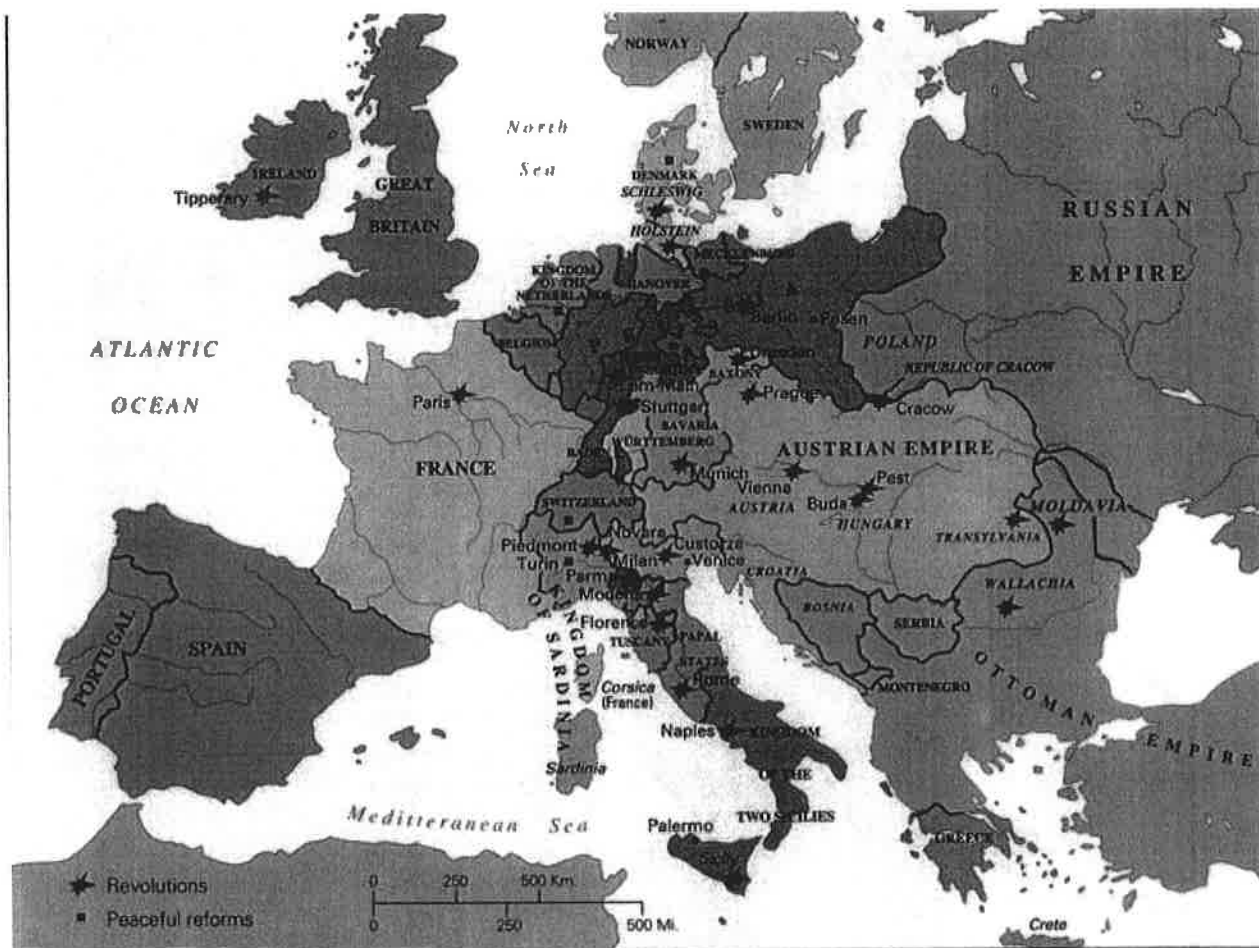 NORWAY
SWEDEN
North
Sea
DENMARK
SCHLESWIG
HOLSTEIN
IRELAND
Tipperary
GREAT
BRITAIN
RUSSIAN
EMPIRE
MECKLENBURG
KINGDOM
OF THE
NETHERLANDS
HANOVER
Berlin
Posen
BELGIUM
POLAND
REPUBLIC OF CRACOW
ATLANTIC
OCEAN
Dresden
SAXONY
Paris
Prague
Cracow
Stuttgart
BAVARIA
WÜRTTEMBERG
BADEN
FRANCE
AUSTRIAN EMPIRE
Munich
Vienna
AUSTRIA
Pest
Buda
HUNGARY
SWITZERLAND
MOLDAVIA
TRANSYLVANIA
Novara
Piedmont
Custozza
Turin
Milan
Venice
Parma
CROATIA
WALLACHIA
Modena
BOSNIA
SERBIA
Florence
TUSCANY
PAPAL
STATES
KINGDOM
OF SARDINIA
PORTUGAL
SPAIN
Corsica
(France)
Rome
MONTENEGRO
OTTOMAN
EMPIRE
Naples
KINGDOM
OF THE
TWO SICILIES
Sardinia
Mediterranean Sea
Palermo
Sicily
GREECE
Crete
Revolutions
Peaceful reforms
0 250 500 Km.
0 250 500 Mi.